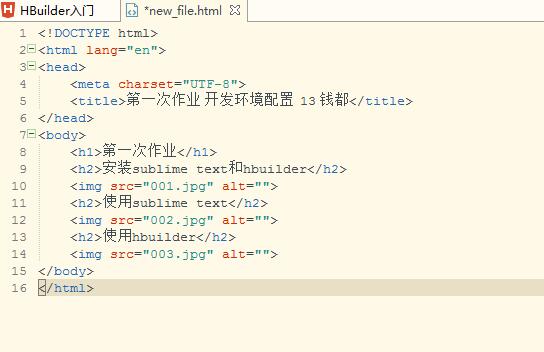 HBuilder入门 *new_file.html
1 <!DOCTYPE html>
2 <html lang="en">
3 <head>
4 <meta charset="UTF-8">
5 <title>第一次作业 开发环境配置 13 钱都</title>
6 </head>
7 <body>
8 <h1>第一次作业</h1>
9 <h2>安装sublime text和hbuilder</h2>
10 <img src="001.jpg" alt="">
11 <h2>使用sublime text</h2>
12 <img src="002.jpg" alt="">
13 <h2>使用hbuilder</h2>
14 <img src="003.jpg" alt="">
15 </body>
16 </html>